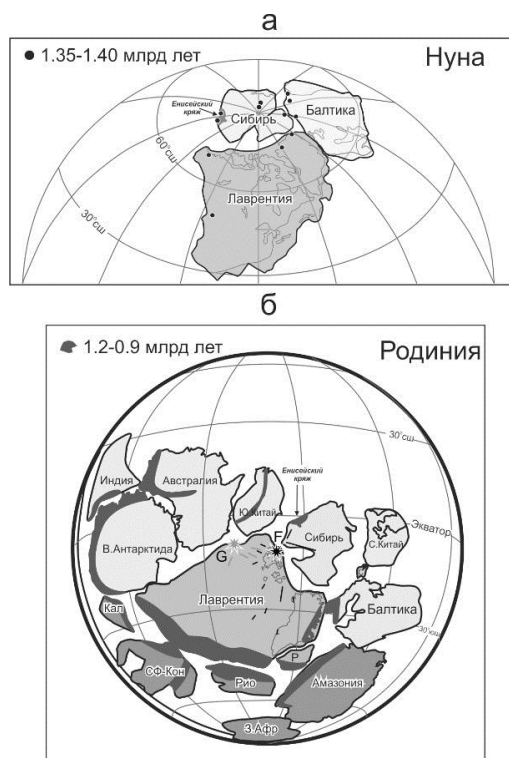 а
1.35-1.40 млрд лет
Нуна
Енисейский
кряж
Сибирь
Балтика
60°сш
Лаврентия
30°сш
б
1.2-0.9 млрд лет
Родиния
30°сш
Енисейский
кряж
Индия
Австралия
Ю.Китай
Экватор
F
Сибирь
С.Китай
В.Антарктида
G
Лаврентия
Балтика
Кал
30°юш
Р
СФ-Кон
Рио
Амазония
З.Афр